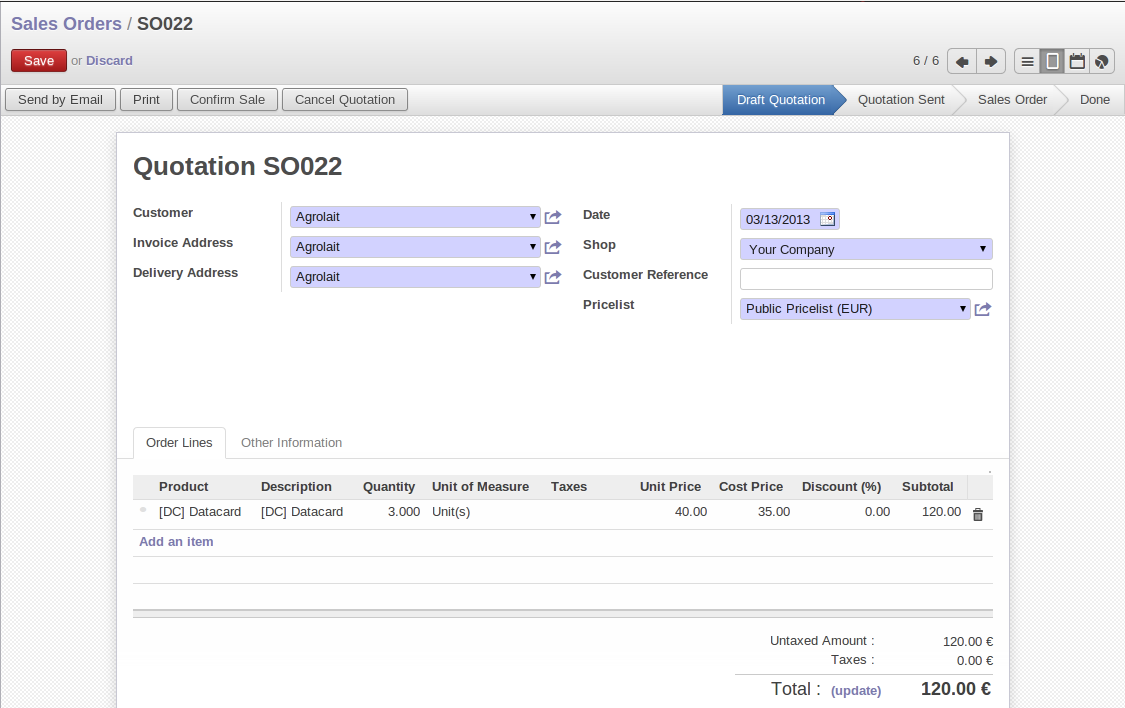 Sales Orders / SO022
Save or Discard
6 / 6
Send by Email Print Confirm Sale Cancel Quotation Draft Quotation Quotation Sent Sales Order Done
Quotation SO022
Customer Agrolait
Invoice Address Agrolait
Delivery Address Agrolait
Date 03/13/2013
Shop Your Company
Customer Reference
Pricelist Public Pricelist (EUR)
Order Lines Other Information
Product Description Quantity Unit of Measure Taxes Unit Price Cost Price Discount (%) Subtotal
[DC] Datacard [DC] Datacard 3.000 Unit(s) 40.00 35.00 0.00 120.00
Add an item
Untaxed Amount : 120.00 €
Taxes : 0.00 €
Total : (update) 120.00 €